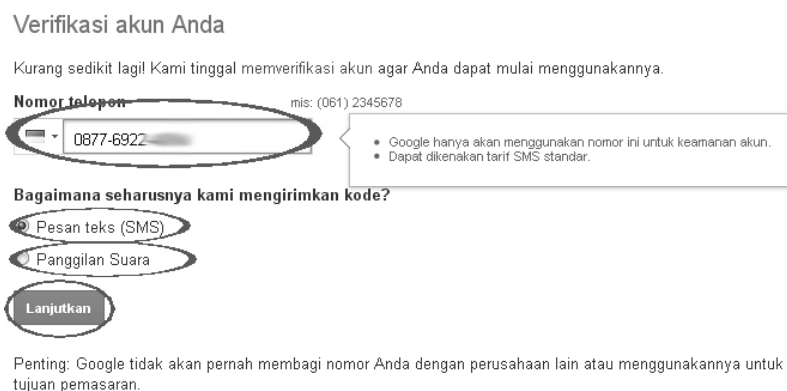 Verifikasi akun Anda
Kurang sedikit lagi! Kami tinggal memverifikasi akun agar Anda dapat mulai menggunakannya.
Nomor telepon mis: (061) 2345678
0877-6922
Google hanya akan menggunakan nomor ini untuk keamanan akun.
Dapat dikenakan tarif SMS standar.
Bagaimana seharusnya kami mengirimkan kode?
Pesan teks (SMS)
Panggilan Suara
Lanjutkan
Penting: Google tidak akan pernah membagi nomor Anda dengan perusahaan lain atau menggunakannya untuk
tujuan pemasaran.